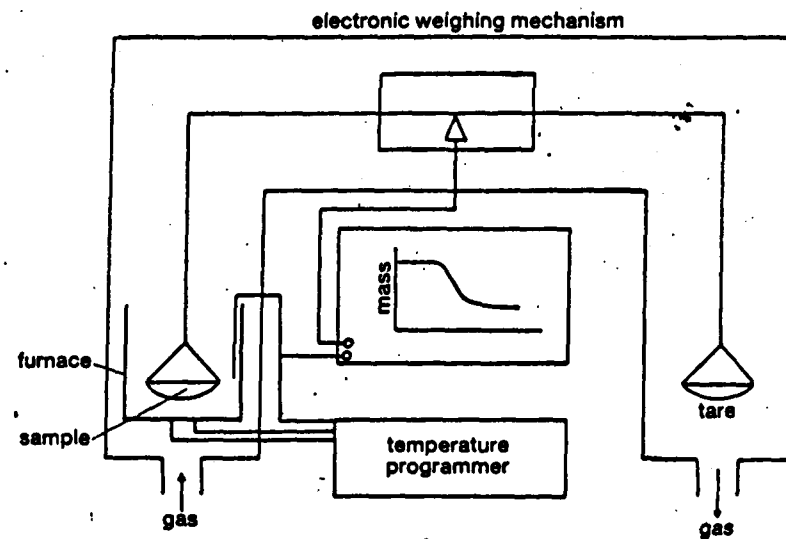 electronic weighing mechanism
mass
furnace
sample
tare
temperature
programmer
gas
gas